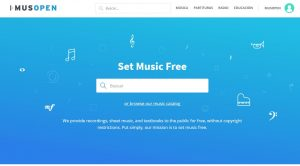 MUSOPEN
MÚSICA PARTITURAS RADIO EDUCACIÓN
Set Music Free
Buscar
or browse our music catalog
We provide recordings, sheet music, and textbooks to the public for free, without copyright
restrictions. Put simply, our mission is to set music free.